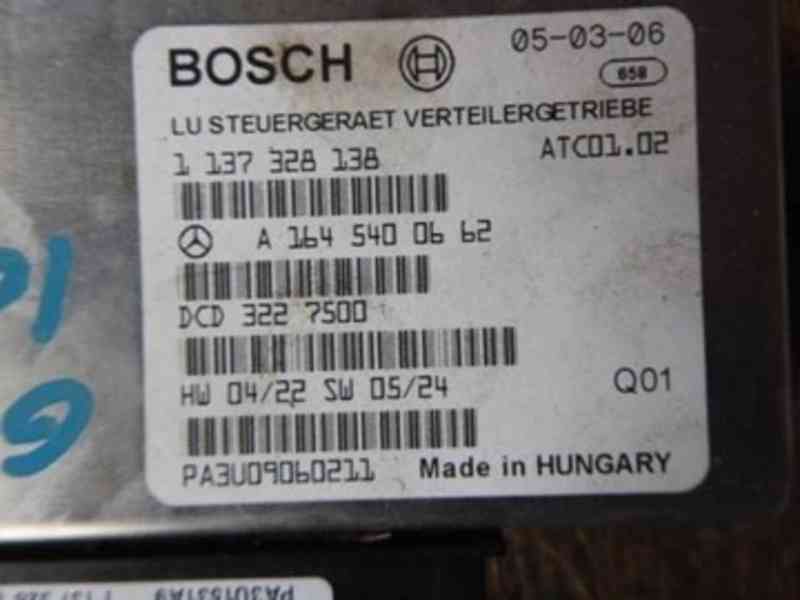 BOSCH 05-03-06
658
LU STEUERGERAET VERTEILERGETRIEBE
1 137 328 138 ATC01.02
A 164 540 06 62
DCD 322 7500
HW 04/22 SW 05/24 Q01
PA3U09060211 Made in HUNGARY